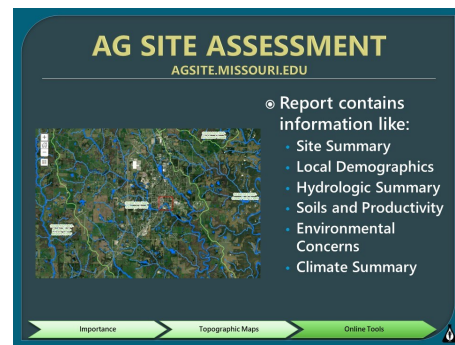 AG SITE ASSESSMENT
AGSITE.MISSOURI.EDU
Report contains
information like:
Site Summary
Local Demographics
Hydrologic Summary
Soils and Productivity
Environmental
Concerns
Climate Summary
Importance
Topographic Maps
Online Tools